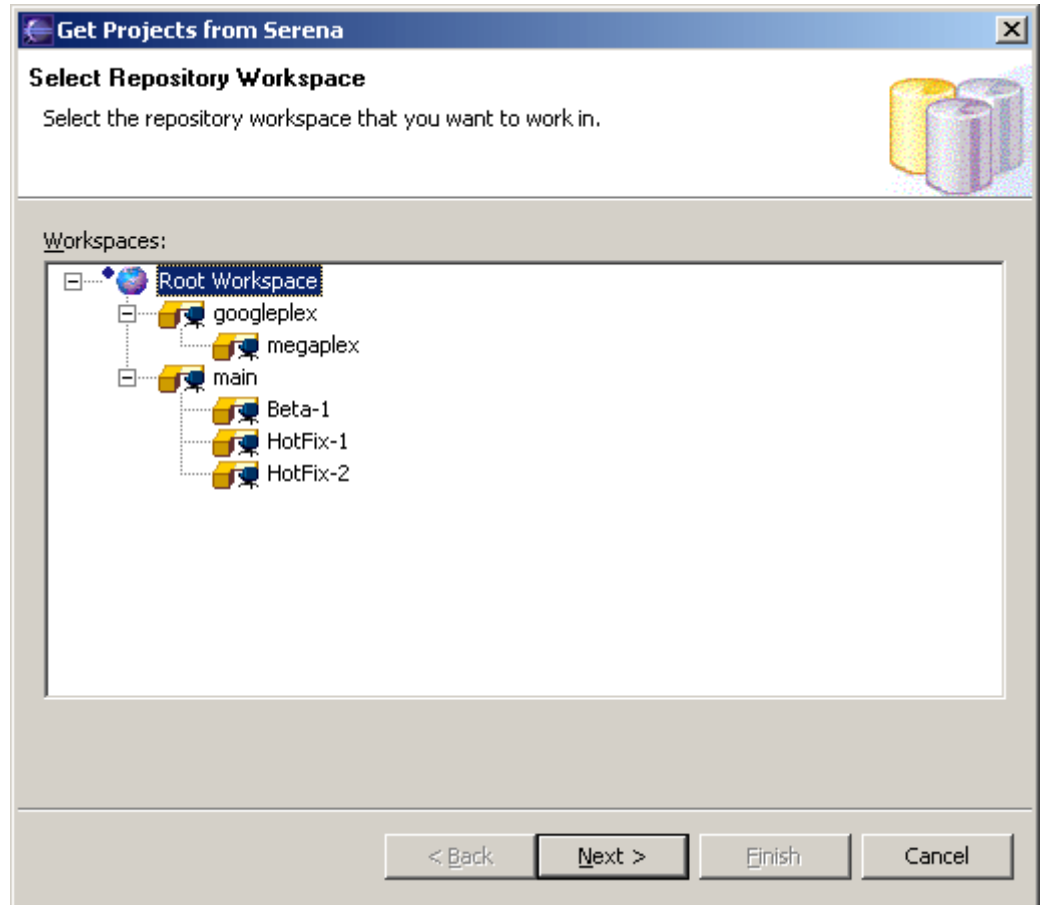 Get Projects from Serena
Select Repository Workspace
Select the repository workspace that you want to work in.
Workspaces:
Root Workspace
googleplex
megaplex
main
Beta-1
HotFix-1
HotFix-2
< Back Next > Finish Cancel